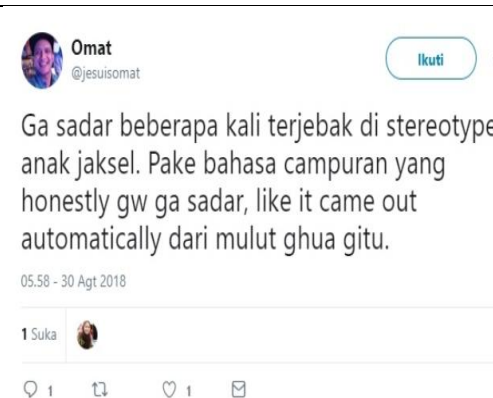 Omat
@jesuisomat
Ikuti
Ga sadar beberapa kali terjebak di stereotype
anak jaksel. Pake bahasa campuran yang
honestly gw ga sadar, like it came out
automatically dari mulut ghua gitu.
05.58 - 30 Agt 2018
1 Suka
1
1